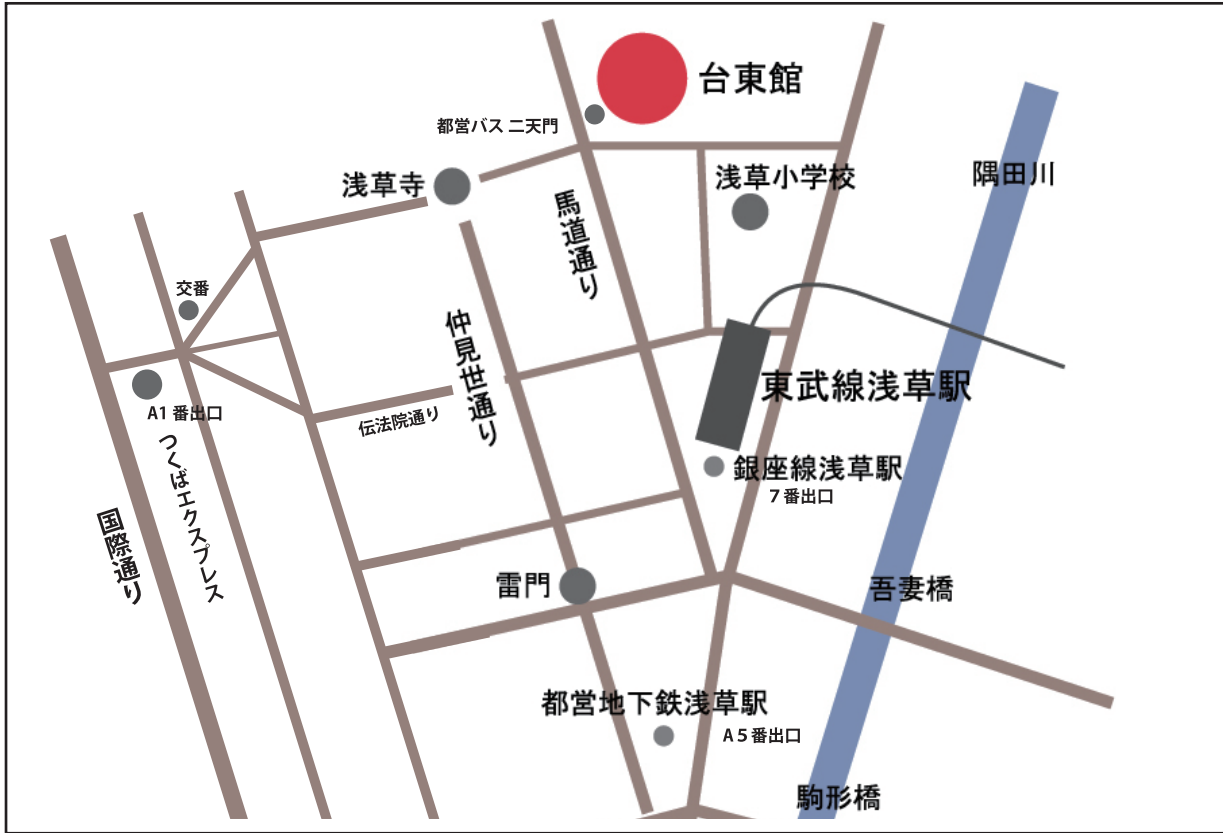 台東館
都営バス 二天門
浅草寺
浅草小学校
隅田川
馬道通り
交番
仲見世通り
東武線浅草駅
A1 番出口
伝法院通り
つくばエクスプレス
銀座線浅草駅
7 番出口
国際通り
雷門
吾妻橋
都営地下鉄浅草駅
A5 番出口
駒形橋